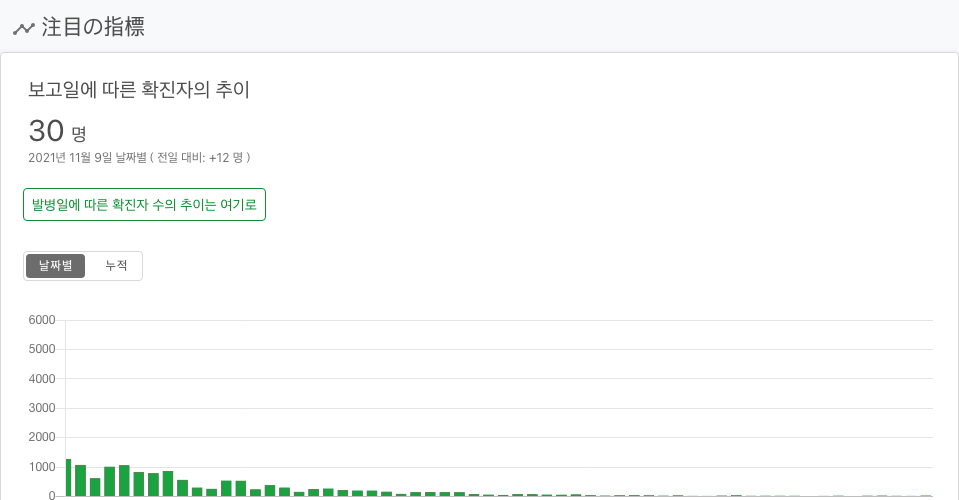 注目の指標
보고일에 따른 확진자의 추이
30 명
2021년 11월 9일 날짜별 ( 전일 대비: +12 명 )
발병일에 따른 확진자 수의 추이는 여기로
날짜별 누적
6000
5000
4000
3000
2000
1000
0